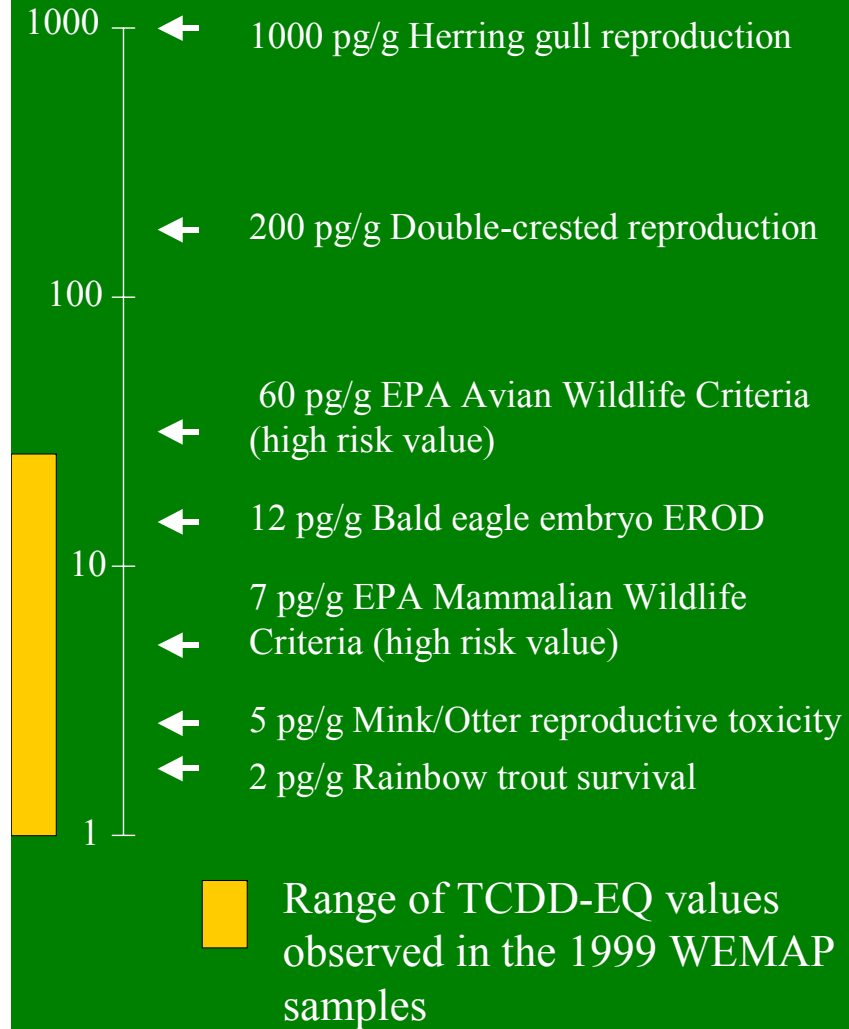 1000
1000 pg/g Herring gull reproduction
200 pg/g Double-crested reproduction
100
60 pg/g EPA Avian Wildlife Criteria
(high risk value)
12 pg/g Bald eagle embryo EROD
10
7 pg/g EPA Mammalian Wildlife
Criteria (high risk value)
5 pg/g Mink/Otter reproductive toxicity
2 pg/g Rainbow trout survival
1
Range of TCDD-EQ values
observed in the 1999 WEMAP
samples